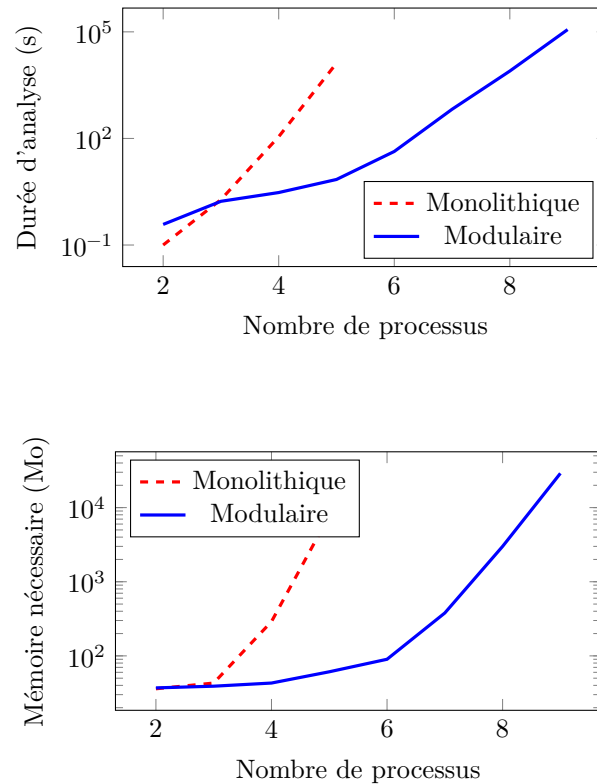 Durée d'analyse (s)
10^5
10^2
10^−1
Monolithique
Modulaire
2 4 6 8
Nombre de processus
Mémoire nécessaire (Mo)
Monolithique
Modulaire
10^4
10^3
10^2
2 4 6 8
Nombre de processus